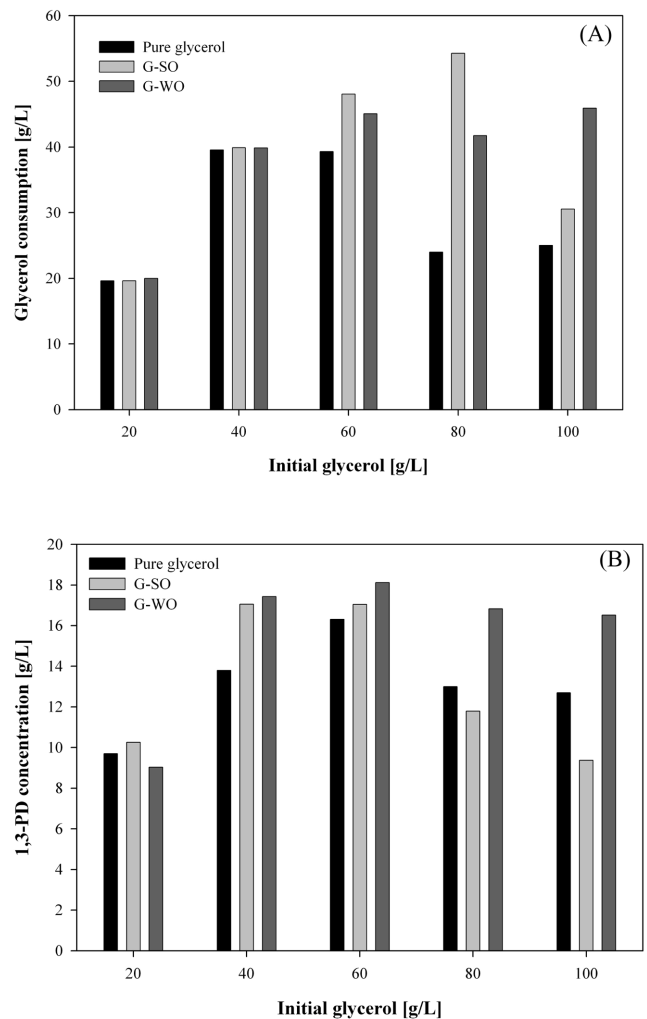 (A)
Pure glycerol
G-SO
G-WO
Glycerol consumption [g/L]
60
50
40
30
20
10
0
20 40 60 80 100
Initial glycerol [g/L]
(B)
Pure glycerol
G-SO
G-WO
1,3-PD concentration [g/L]
20
18
16
14
12
10
8
6
4
2
0
20 40 60 80 100
Initial glycerol [g/L]